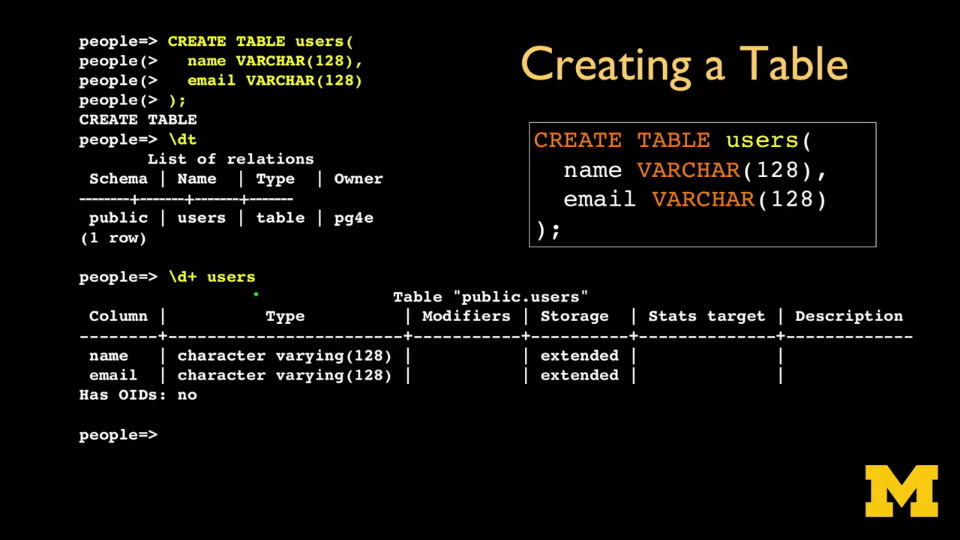 Creating a Table
people=> CREATE TABLE users(
people(>   name VARCHAR(128),
people(>   email VARCHAR(128)
people(> );
CREATE TABLE
people=> \dt
List of relations
Schema | Name  | Type  | Owner
--------+-------+-------+-------
public | users | table | pg4e
(1 row)
CREATE TABLE users(
  name VARCHAR(128),
  email VARCHAR(128)
);
people=> \d+ users
Table "public.users"
Column |          Type          | Modifiers | Storage  | Stats target | Description
--------+------------------------+-----------+----------+--------------+-------------
name   | character varying(128) |           | extended |              |
email  | character varying(128) |           | extended |              |
Has OIDs: no
people=>
M